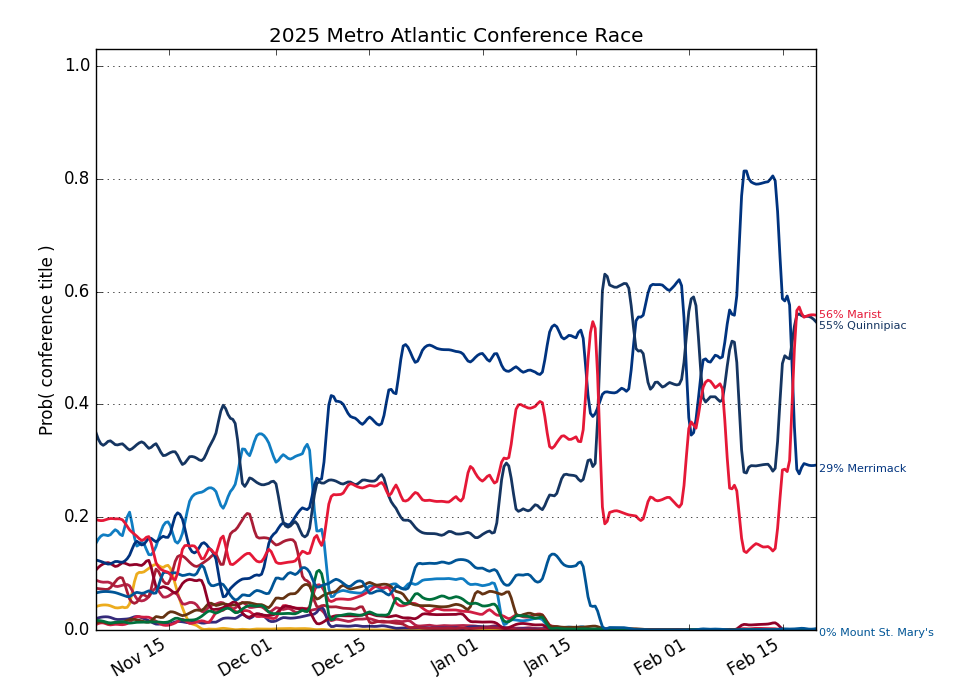 2025 Metro Atlantic Conference Race
Prob( conference title )
1.0
0.8
0.6
0.4
0.2
0.0
56% Marist
55% Quinnipiac
29% Merrimack
0% Mount St. Mary's
Nov 15
Dec 01
Dec 15
Jan 01
Jan 15
Feb 01
Feb 15